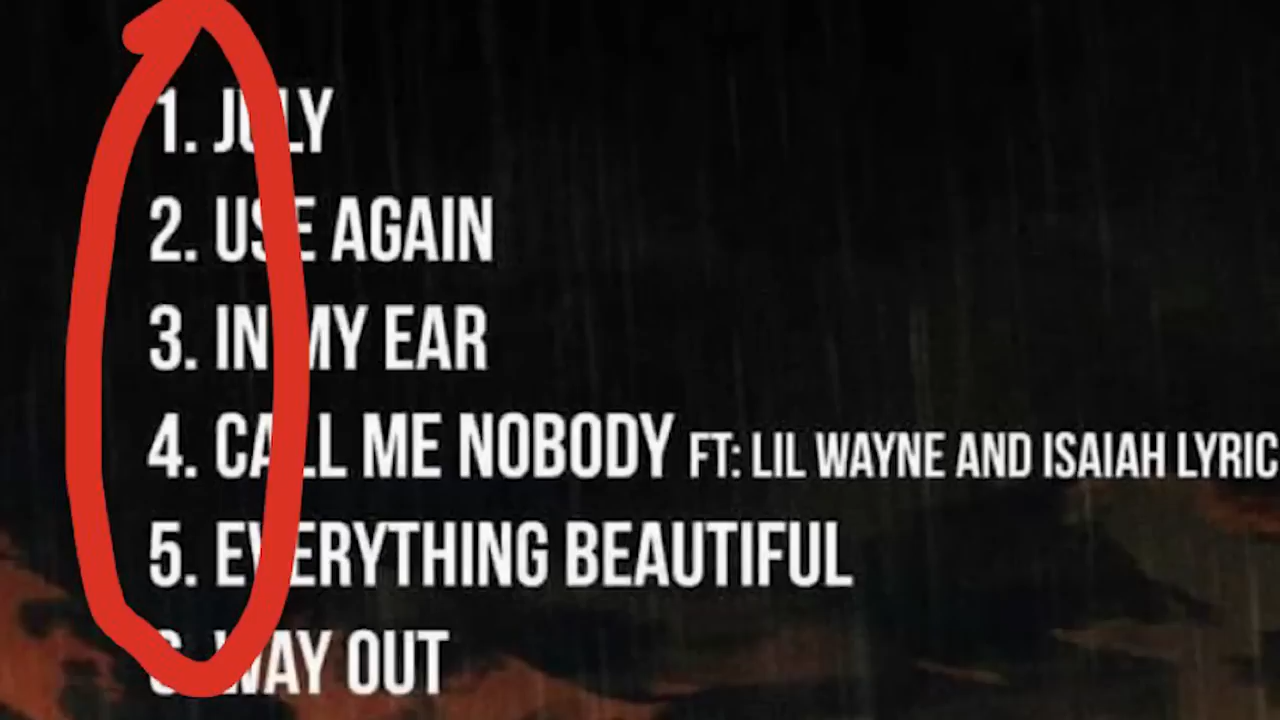 1. JULY
2. USE AGAIN
3. IN MY EAR
4. CALL ME NOBODY FT: LIL WAYNE AND ISAIAH LYRIC
5. EVERYTHING BEAUTIFUL
6. WAY OUT